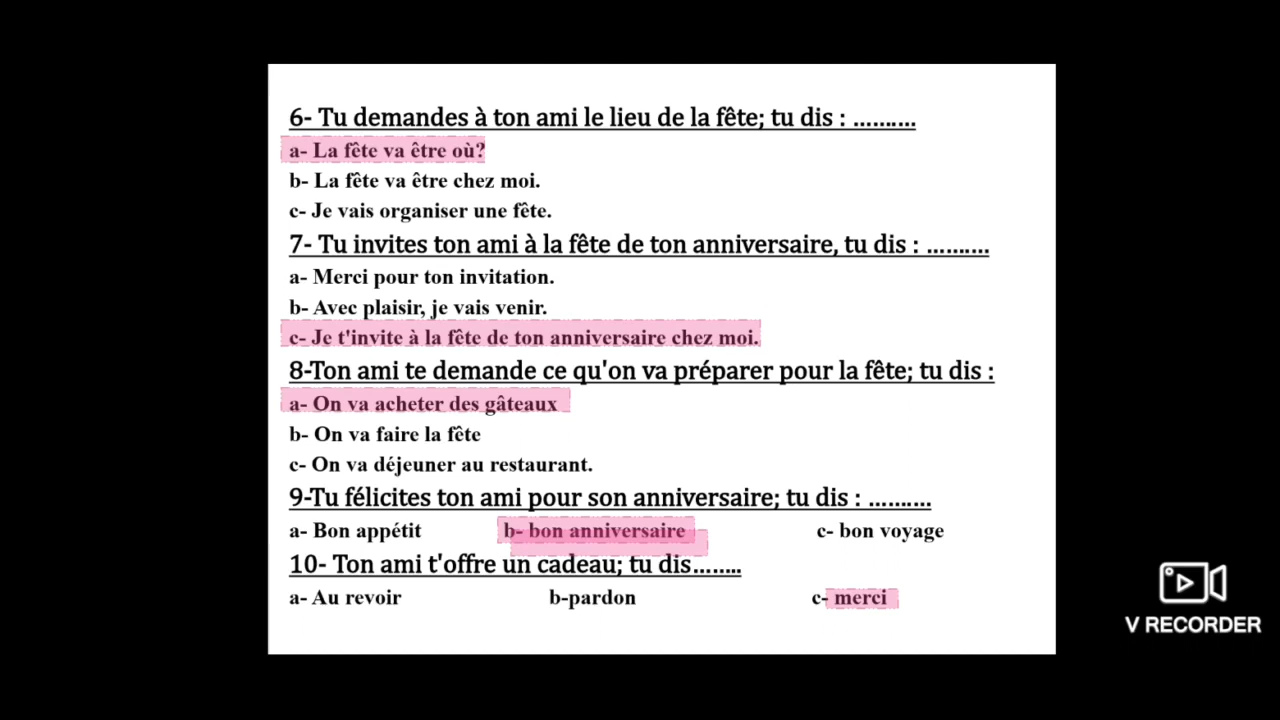 6- Tu demandes à ton ami le lieu de la fête; tu dis : ..........
a- La fête va être où?
b- La fête va être chez moi.
c- Je vais organiser une fête.
7- Tu invites ton ami à la fête de ton anniversaire, tu dis : ..........
a- Merci pour ton invitation.
b- Avec plaisir, je vais venir.
c- Je t'invite à la fête de ton anniversaire chez moi.
8-Ton ami te demande ce qu'on va préparer pour la fête; tu dis :
a- On va acheter des gâteaux
b- On va faire la fête
c- On va déjeuner au restaurant.
9-Tu félicites ton ami pour son anniversaire; tu dis : ..........
a- Bon appétit b- bon anniversaire c- bon voyage
10- Ton ami t'offre un cadeau; tu dis........
a- Au revoir b-pardon c- merci
V RECORDER